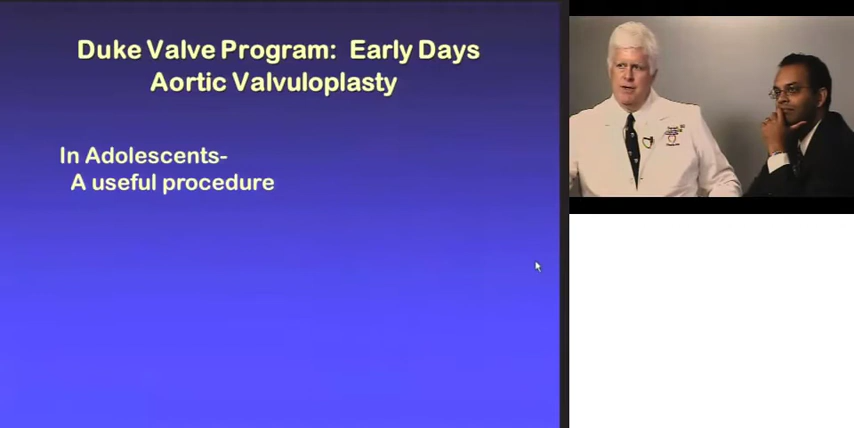 Duke Valve Program:  Early Days
Aortic Valvuloplasty
In Adolescents-
A useful procedure